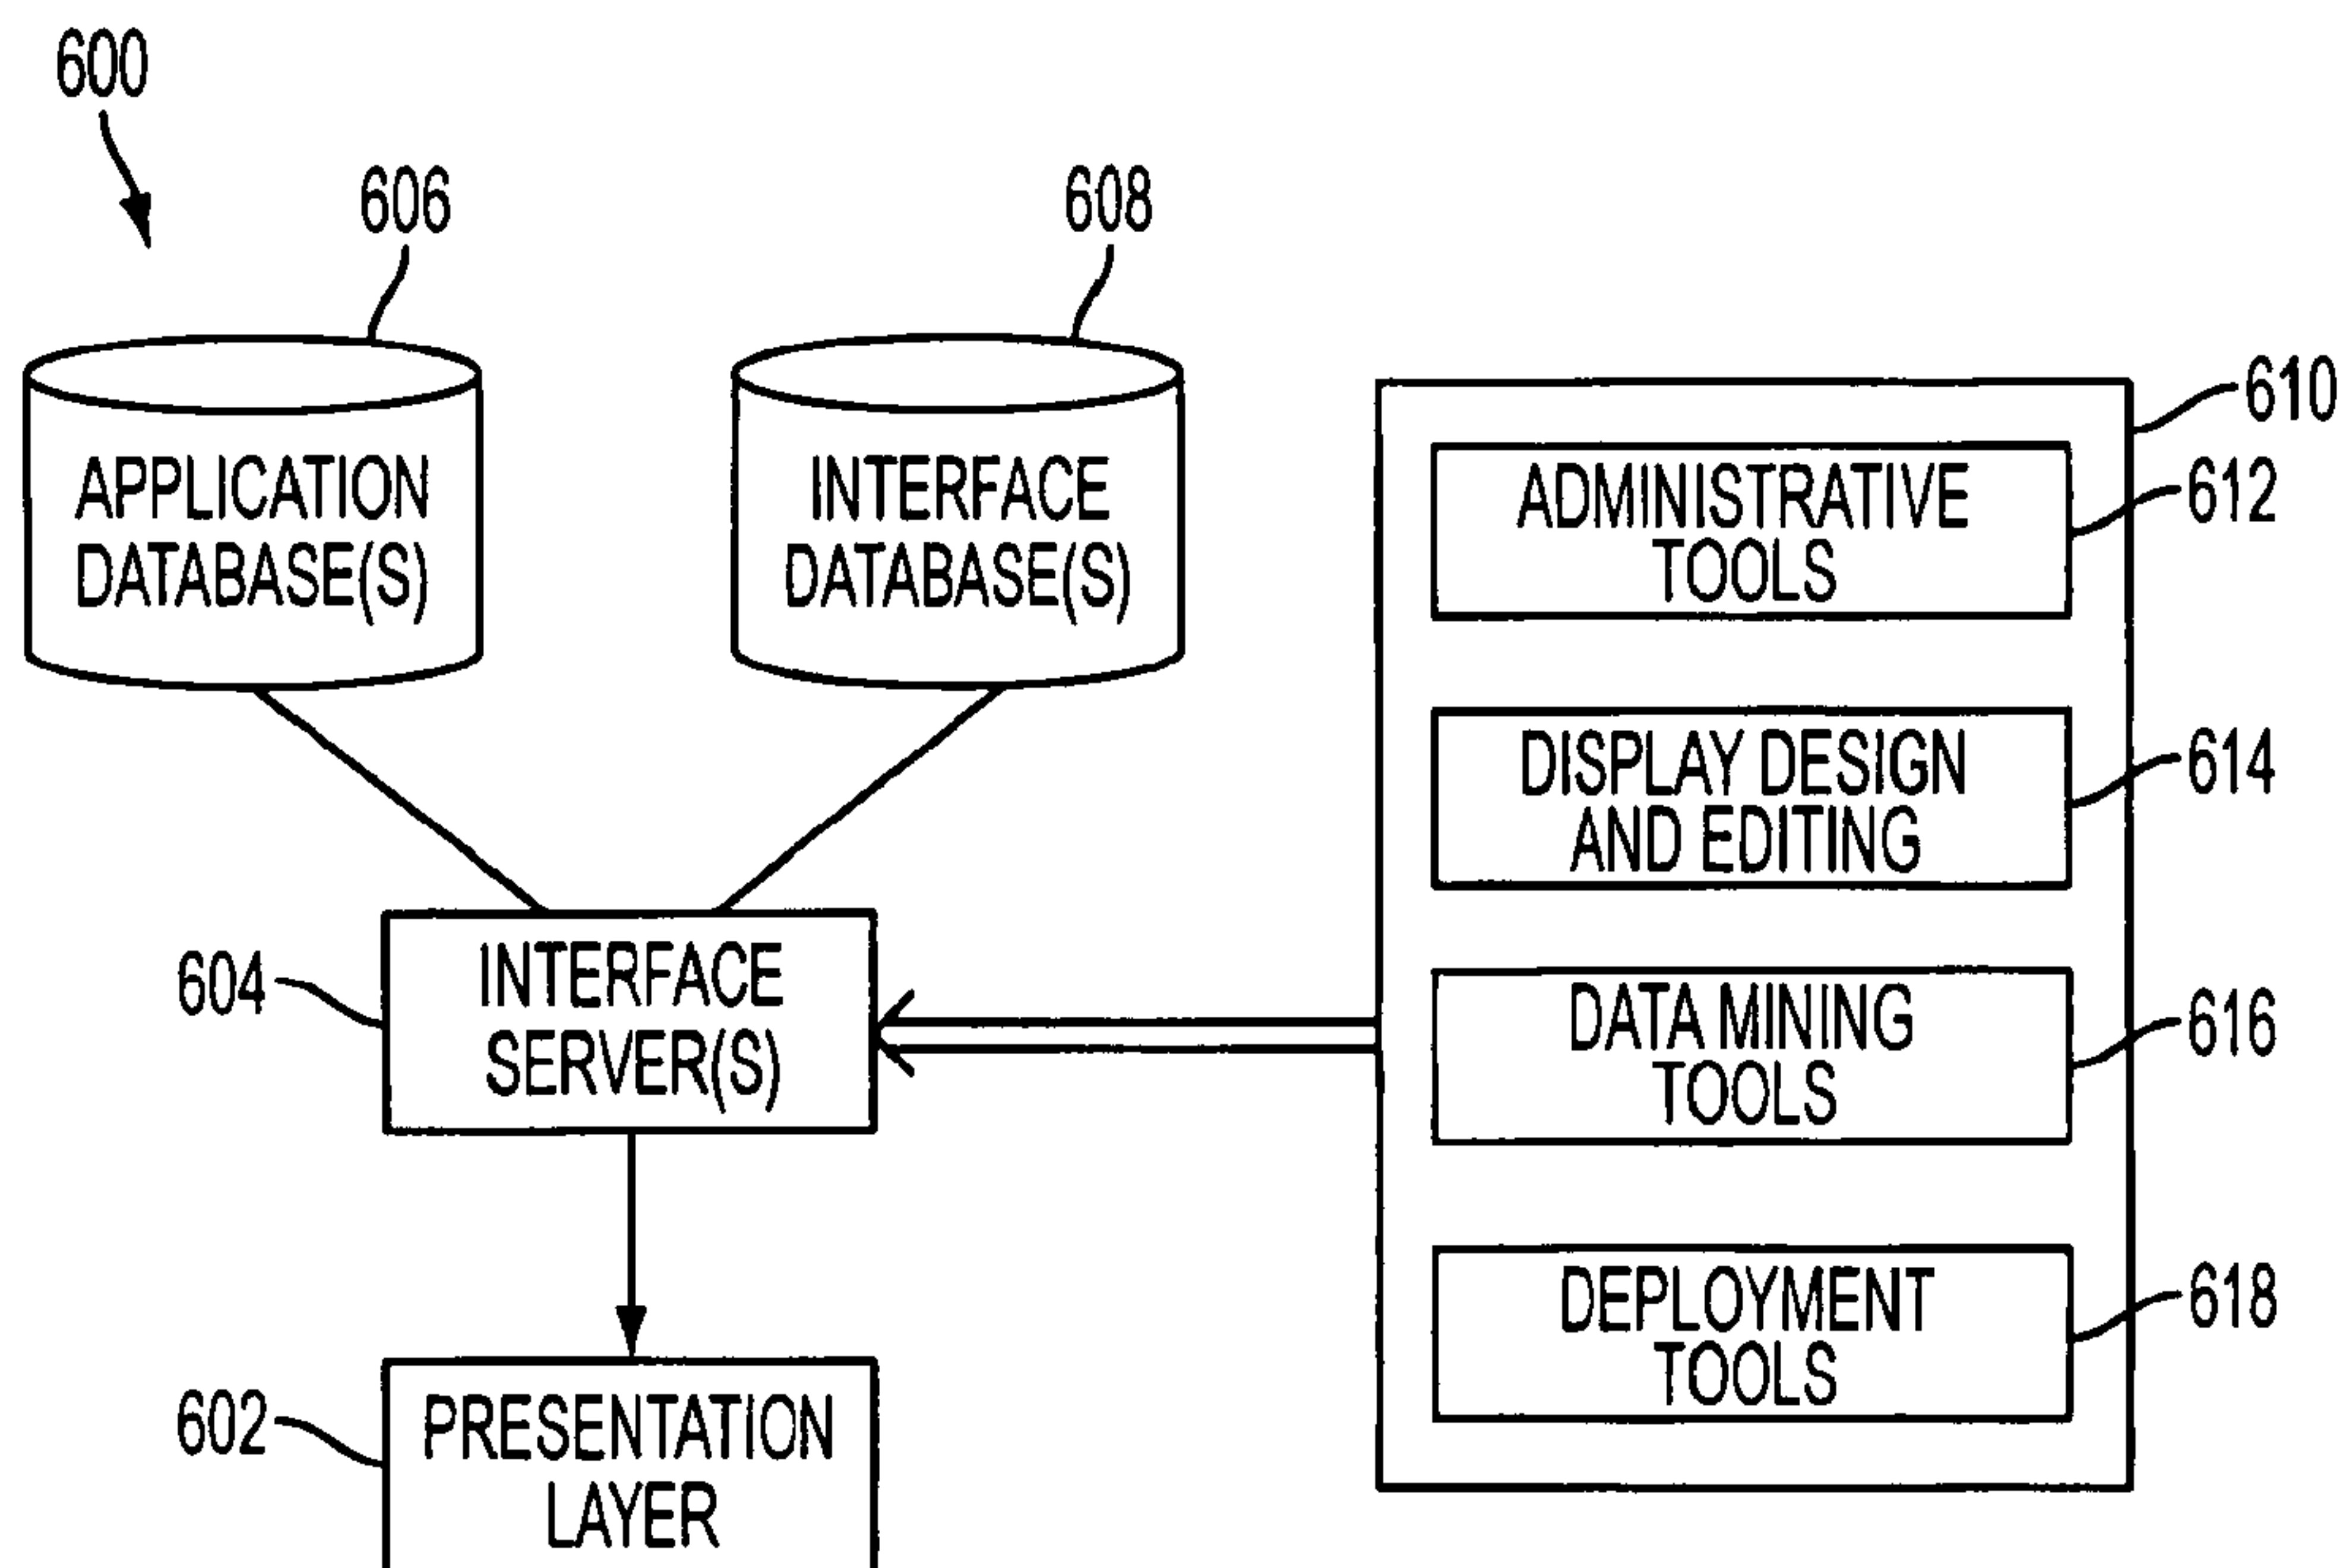 600
606
608
APPLICATION
DATABASE(S)
INTERFACE
DATABASE(S)
610
ADMINISTRATIVE
TOOLS
612
DISPLAY DESIGN
AND EDITING
614
604
INTERFACE
SERVER(S)
DATA MINING
TOOLS
616
DEPLOYMENT
TOOLS
618
602
PRESENTATION
LAYER